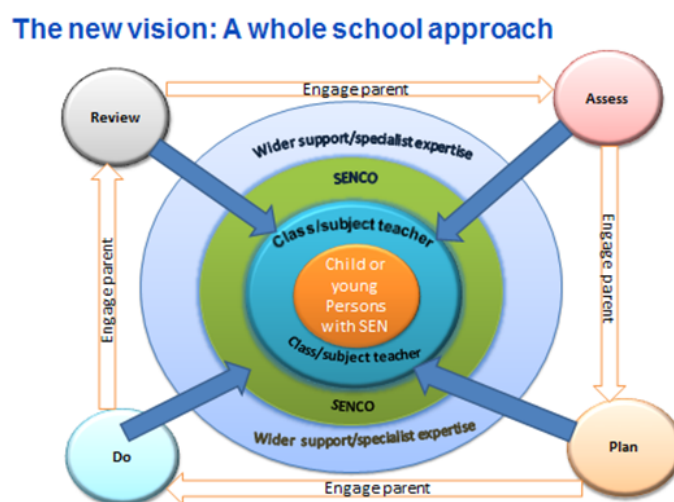 The new vision: A whole school approach
Engage parent
Review
Assess
Wider support/specialist expertise
SENCO
Class/subject teacher
Child or
young
Persons
with SEN
Engage parent
Engage parent
Class/subject teacher
SENCO
Wider support/specialist expertise
Do
Plan
Engage parent